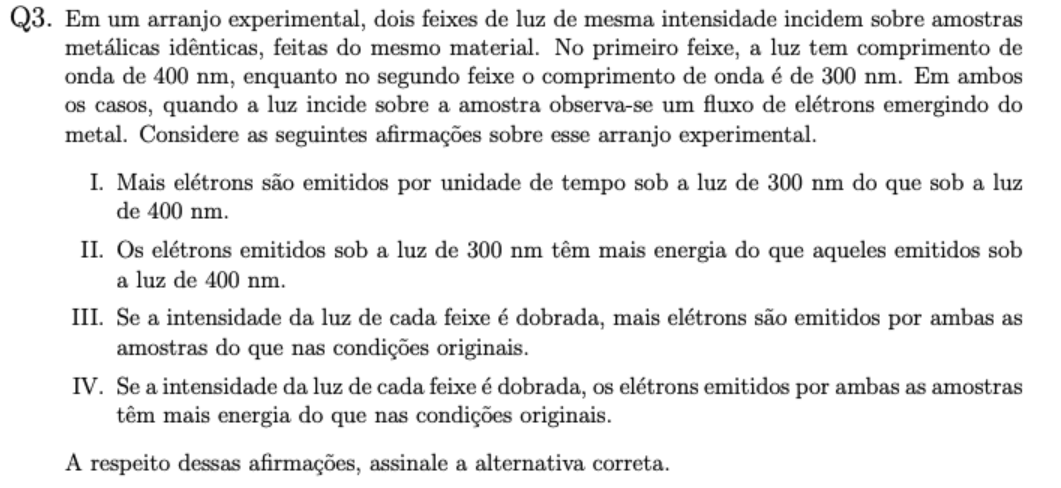 Q3. Em um arranjo experimental, dois feixes de luz de mesma intensidade incidem sobre amostras
metálicas idênticas, feitas do mesmo material. No primeiro feixe, a luz tem comprimento de
onda de 400 nm, enquanto no segundo feixe o comprimento de onda é de 300 nm. Em ambos
os casos, quando a luz incide sobre a amostra observa-se um fluxo de elétrons emergindo do
metal. Considere as seguintes afirmações sobre esse arranjo experimental.
I. Mais elétrons são emitidos por unidade de tempo sob a luz de 300 nm do que sob a luz
de 400 nm.
II. Os elétrons emitidos sob a luz de 300 nm têm mais energia do que aqueles emitidos sob
a luz de 400 nm.
III. Se a intensidade da luz de cada feixe é dobrada, mais elétrons são emitidos por ambas as
amostras do que nas condições originais.
IV. Se a intensidade da luz de cada feixe é dobrada, os elétrons emitidos por ambas as amostras
têm mais energia do que nas condições originais.
A respeito dessas afirmações, assinale a alternativa correta.